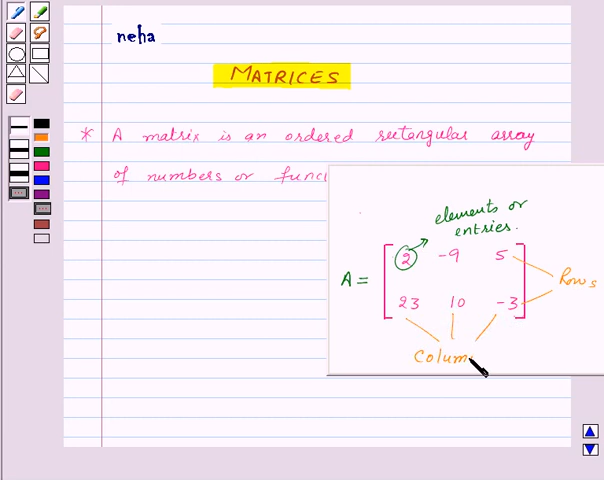 neha
MATRICES
* A matrix is an ordered rectangular array
of numbers or func
elements or
entries.
A = [ 2 -9 5
23 10 -3 ]
Rows
Colum